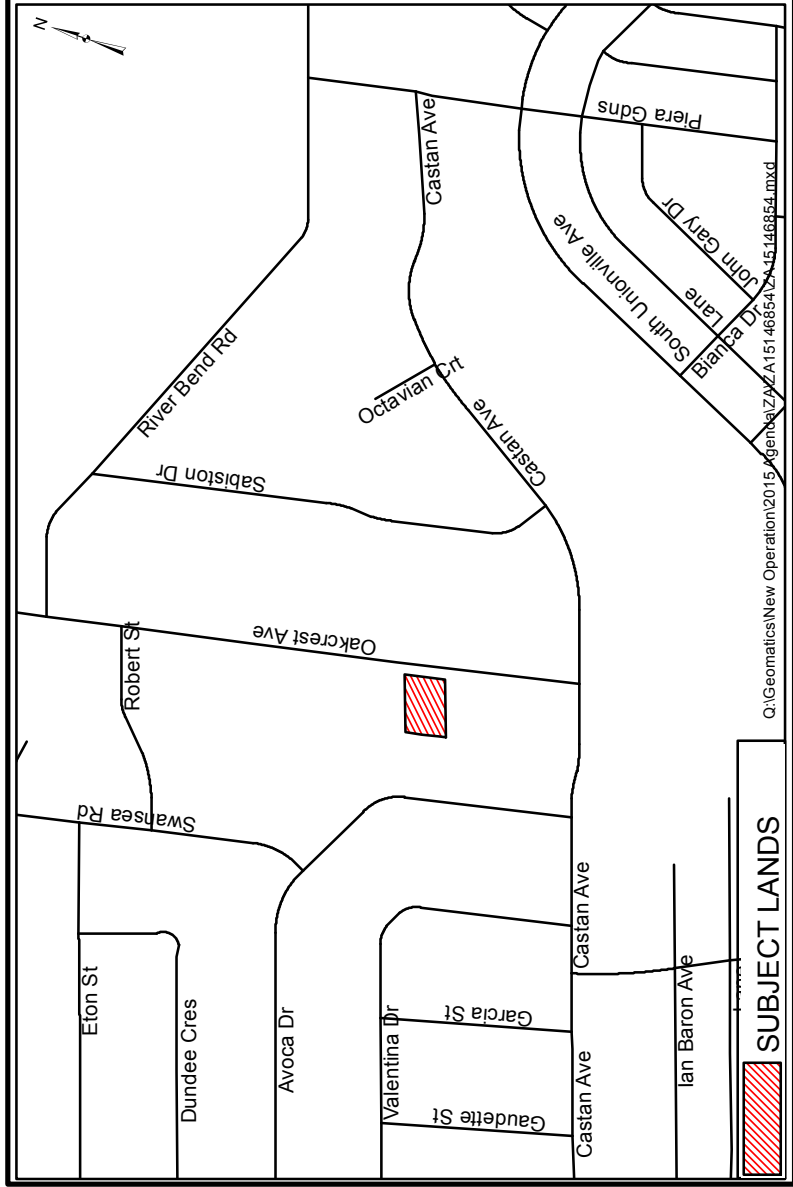 N
Castan Ave
Piera Gdns
River Bend Rd
South Unionville Ave
John Gary Dr
Lane
Bianca Dr
Octavian Crt
Castan Ave
Sabiston Dr
Oakcrest Ave
Robert St
Swansea Rd
Eton St
Dundee Cres
Avoca Dr
Valentina Dr
Garcia St
Gaudette St
Castan Ave
Castan Ave
Ian Baron Ave
Q:\Geomatics\New Operation\2015 Agenda\ZA\ZA15146854\ZA15146854.mxd
SUBJECT LANDS